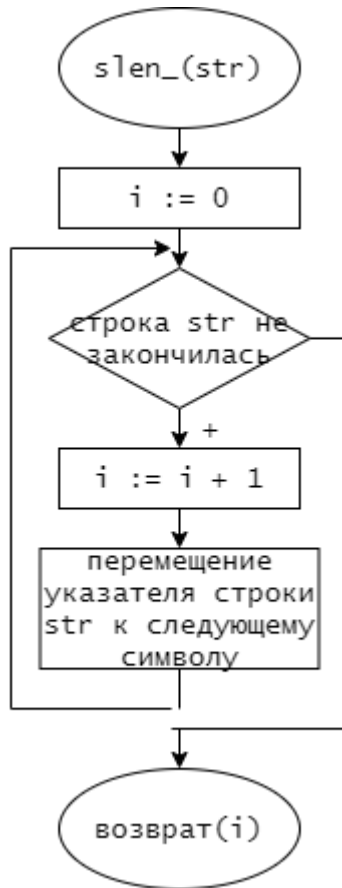 slen_(str)
i := 0
строка str не
закончилась
+
i := i + 1
перемещение
указателя строки
str к следующему
символу
возврат(i)